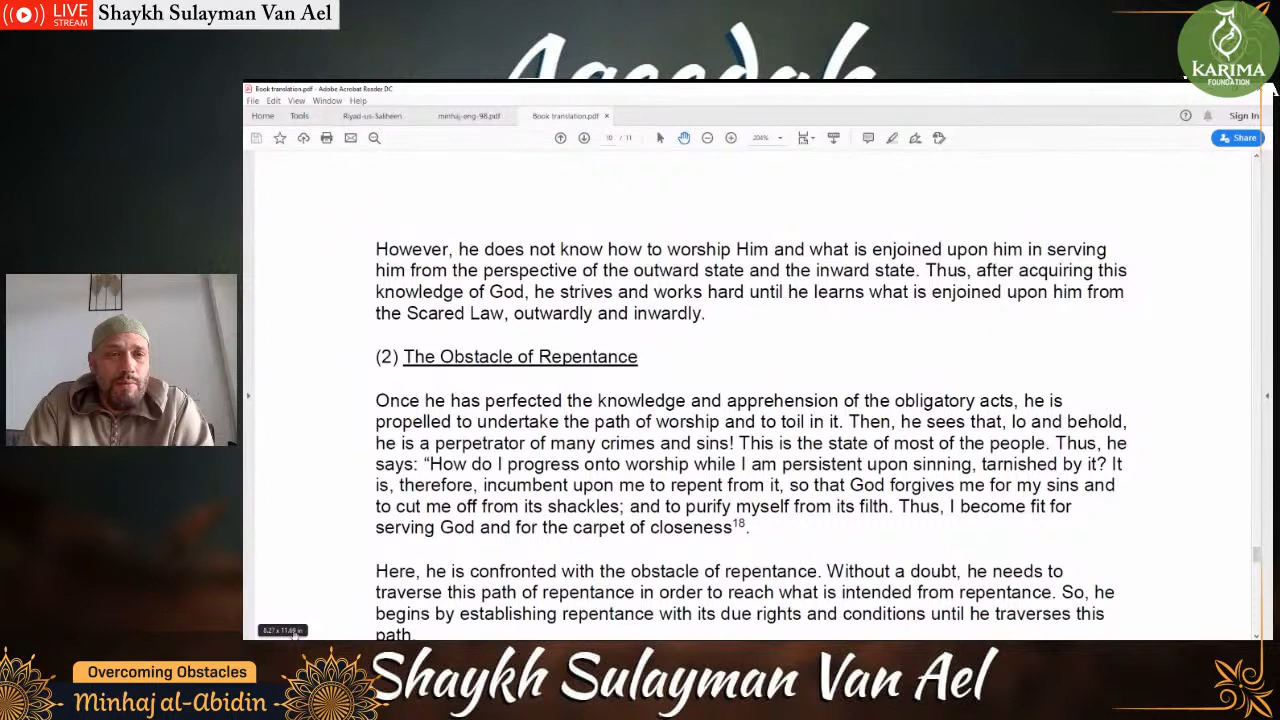 LIVE
STREAM
Shaykh Sulayman Van Ael
Aqeedah
KARIMA
FOUNDATION
Book translation.pdf - Adobe Acrobat Reader DC
File Edit View Window Help
Home Tools Riyad-us-Saliheen minhaj-eng-98.pdf Book translation.pdf × Sign In
10 / 11 204% Share
However, he does not know how to worship Him and what is enjoined upon him in serving
him from the perspective of the outward state and the inward state. Thus, after acquiring this
knowledge of God, he strives and works hard until he learns what is enjoined upon him from
the Scared Law, outwardly and inwardly.
(2) The Obstacle of Repentance
Once he has perfected the knowledge and apprehension of the obligatory acts, he is
propelled to undertake the path of worship and to toil in it. Then, he sees that, lo and behold,
he is a perpetrator of many crimes and sins! This is the state of most of the people. Thus, he
says: “How do I progress onto worship while I am persistent upon sinning, tarnished by it? It
is, therefore, incumbent upon me to repent from it, so that God forgives me for my sins and
to cut me off from its shackles; and to purify myself from its filth. Thus, I become fit for
serving God and for the carpet of closeness18.
Here, he is confronted with the obstacle of repentance. Without a doubt, he needs to
traverse this path of repentance in order to reach what is intended from repentance. So, he
begins by establishing repentance with its due rights and conditions until he traverses this
path.
8.27 x 11.69 in
Overcoming Obstacles
Minhaj al-Abidin
Shaykh Sulayman Van Ael